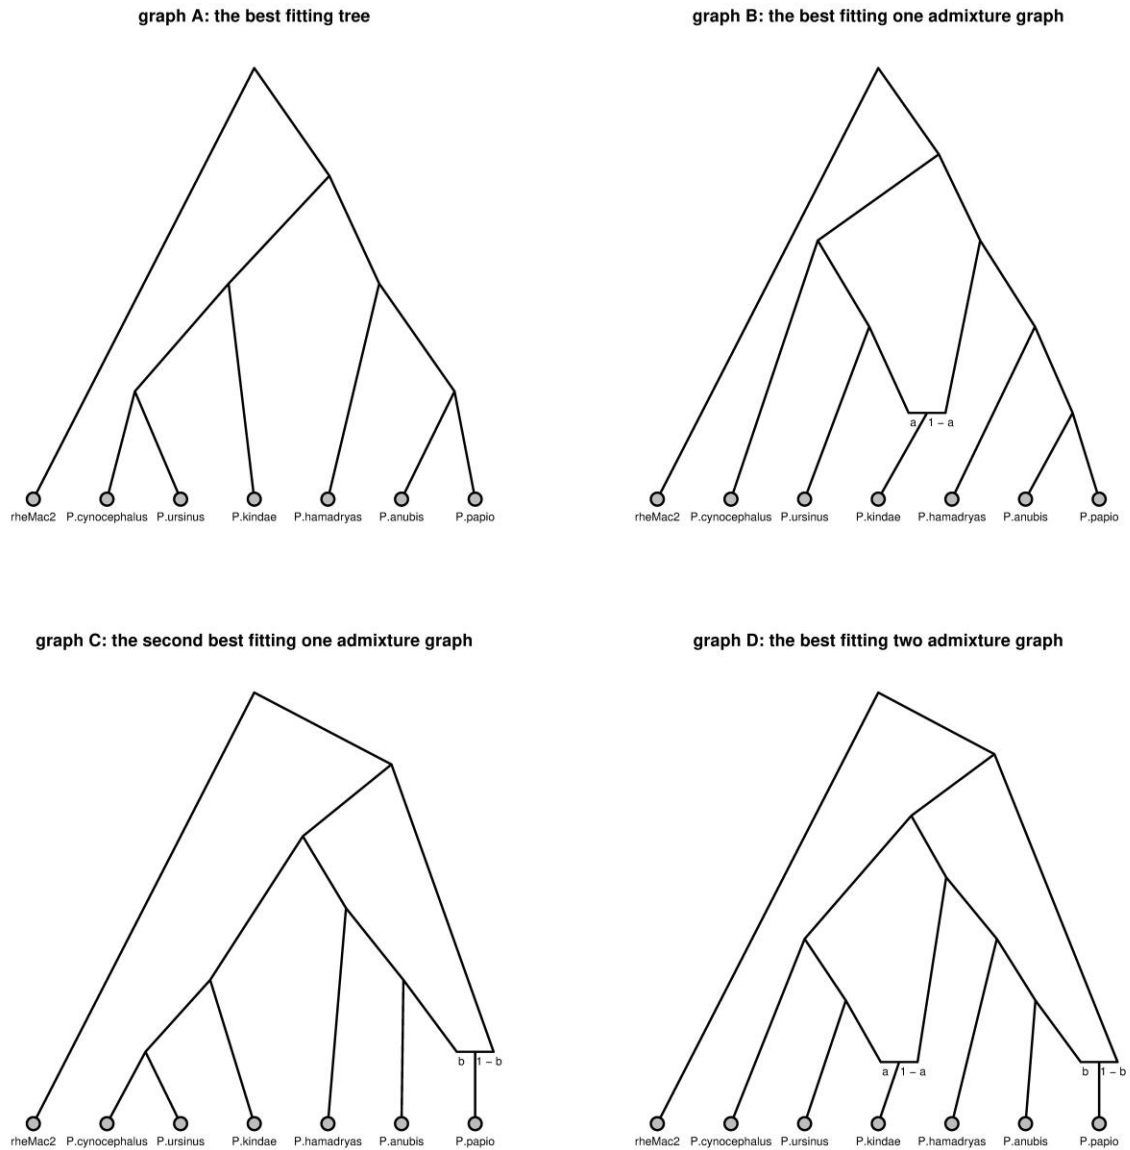 graph A: the best fitting tree
rheMac2 P.cynocephalus P.ursinus P.kindae P.hamadryas P.anubis P.papio
graph B: the best fitting one admixture graph
a 1 − a
rheMac2 P.cynocephalus P.ursinus P.kindae P.hamadryas P.anubis P.papio
graph C: the second best fitting one admixture graph
b 1 − b
rheMac2 P.cynocephalus P.ursinus P.kindae P.hamadryas P.anubis P.papio
graph D: the best fitting two admixture graph
a 1 − a b 1 − b
rheMac2 P.cynocephalus P.ursinus P.kindae P.hamadryas P.anubis P.papio